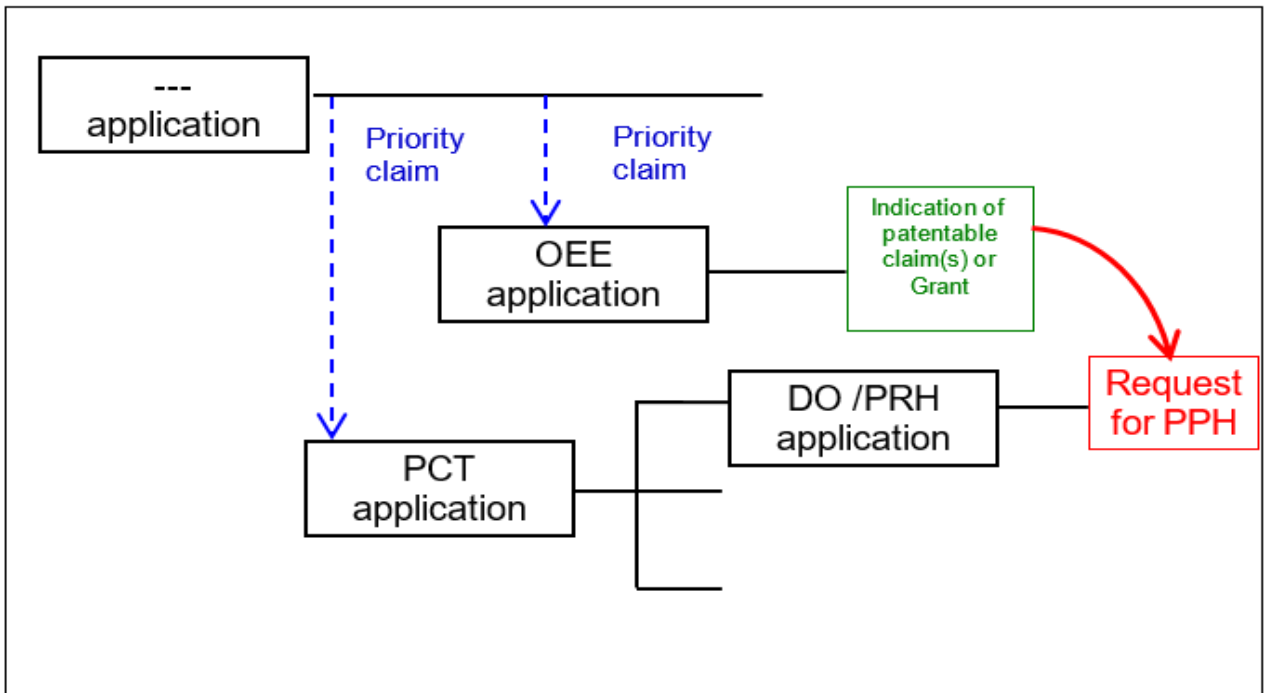 ---
application
Priority
claim
Priority
claim
OEE
application
Indication of
patentable
claim(s) or
Grant
DO /PRH
application
Request
for PPH
PCT
application